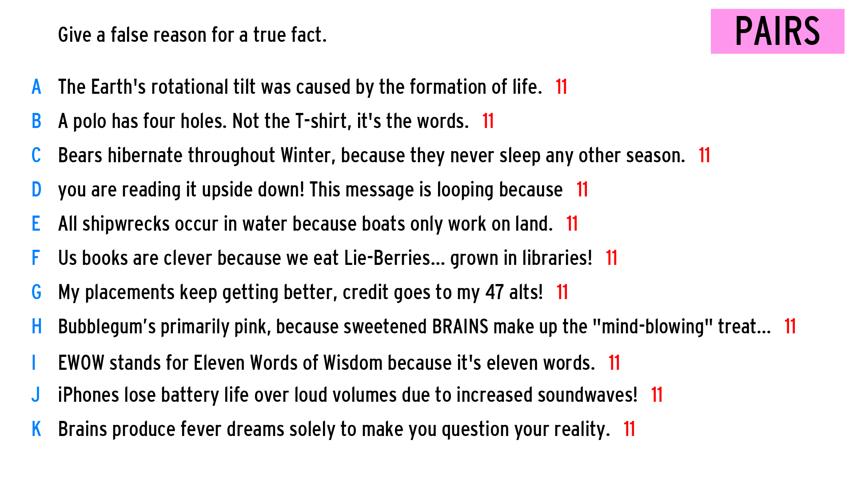 Give a false reason for a true fact.
PAIRS
A The Earth's rotational tilt was caused by the formation of life. 11
B A polo has four holes. Not the T-shirt, it's the words. 11
C Bears hibernate throughout Winter, because they never sleep any other season. 11
D you are reading it upside down! This message is looping because 11
E All shipwrecks occur in water because boats only work on land. 11
F Us books are clever because we eat Lie-Berries... grown in libraries! 11
G My placements keep getting better, credit goes to my 47 alts! 11
H Bubblegum’s primarily pink, because sweetened BRAINS make up the "mind-blowing" treat... 11
I EWOW stands for Eleven Words of Wisdom because it's eleven words. 11
J iPhones lose battery life over loud volumes due to increased soundwaves! 11
K Brains produce fever dreams solely to make you question your reality. 11